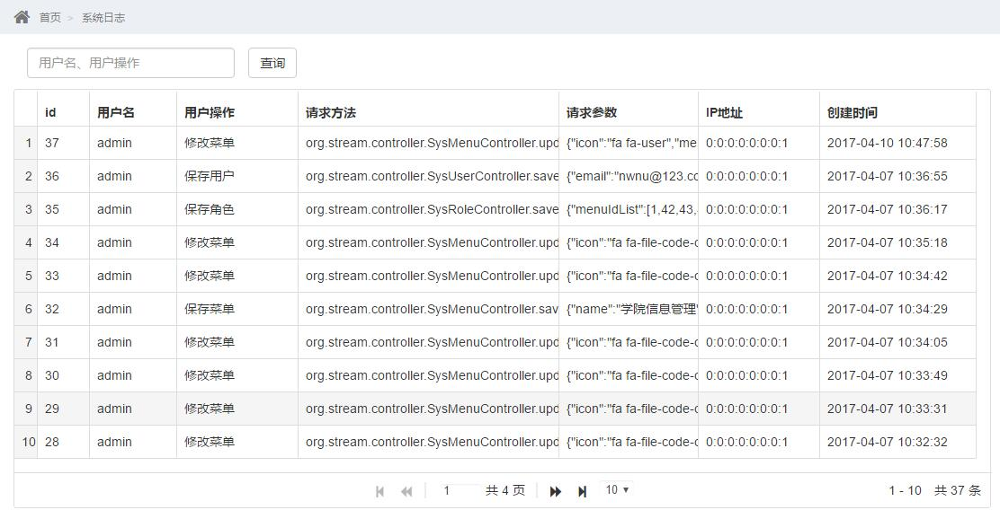 首页 > 系统日志
用户名、用户操作 查询
id 用户名 用户操作 请求方法 请求参数 IP地址 创建时间
1 37 admin 修改菜单 org.stream.controller.SysMenuController.upd {"icon":"fa fa-user","me 0:0:0:0:0:0:0:1 2017-04-10 10:47:58
2 36 admin 保存用户 org.stream.controller.SysUserController.save {"email":"nwnu@123.co 0:0:0:0:0:0:0:1 2017-04-07 10:36:55
3 35 admin 保存角色 org.stream.controller.SysRoleController.save {"menuIdList":[1,42,43, 0:0:0:0:0:0:0:1 2017-04-07 10:36:17
4 34 admin 修改菜单 org.stream.controller.SysMenuController.upd {"icon":"fa fa-file-code-o 0:0:0:0:0:0:0:1 2017-04-07 10:35:18
5 33 admin 修改菜单 org.stream.controller.SysMenuController.upd {"icon":"fa fa-file-code-o 0:0:0:0:0:0:0:1 2017-04-07 10:34:42
6 32 admin 保存菜单 org.stream.controller.SysMenuController.sav {"name":"学院信息管理" 0:0:0:0:0:0:0:1 2017-04-07 10:34:29
7 31 admin 修改菜单 org.stream.controller.SysMenuController.upd {"icon":"fa fa-file-code-o 0:0:0:0:0:0:0:1 2017-04-07 10:34:05
8 30 admin 修改菜单 org.stream.controller.SysMenuController.upd {"icon":"fa fa-file-code-o 0:0:0:0:0:0:0:1 2017-04-07 10:33:49
9 29 admin 修改菜单 org.stream.controller.SysMenuController.upd {"icon":"fa fa-file-code-o 0:0:0:0:0:0:0:1 2017-04-07 10:33:31
10 28 admin 修改菜单 org.stream.controller.SysMenuController.upd {"icon":"fa fa-file-code-o 0:0:0:0:0:0:0:1 2017-04-07 10:32:32
1 共 4 页 10 1 - 10 共 37 条